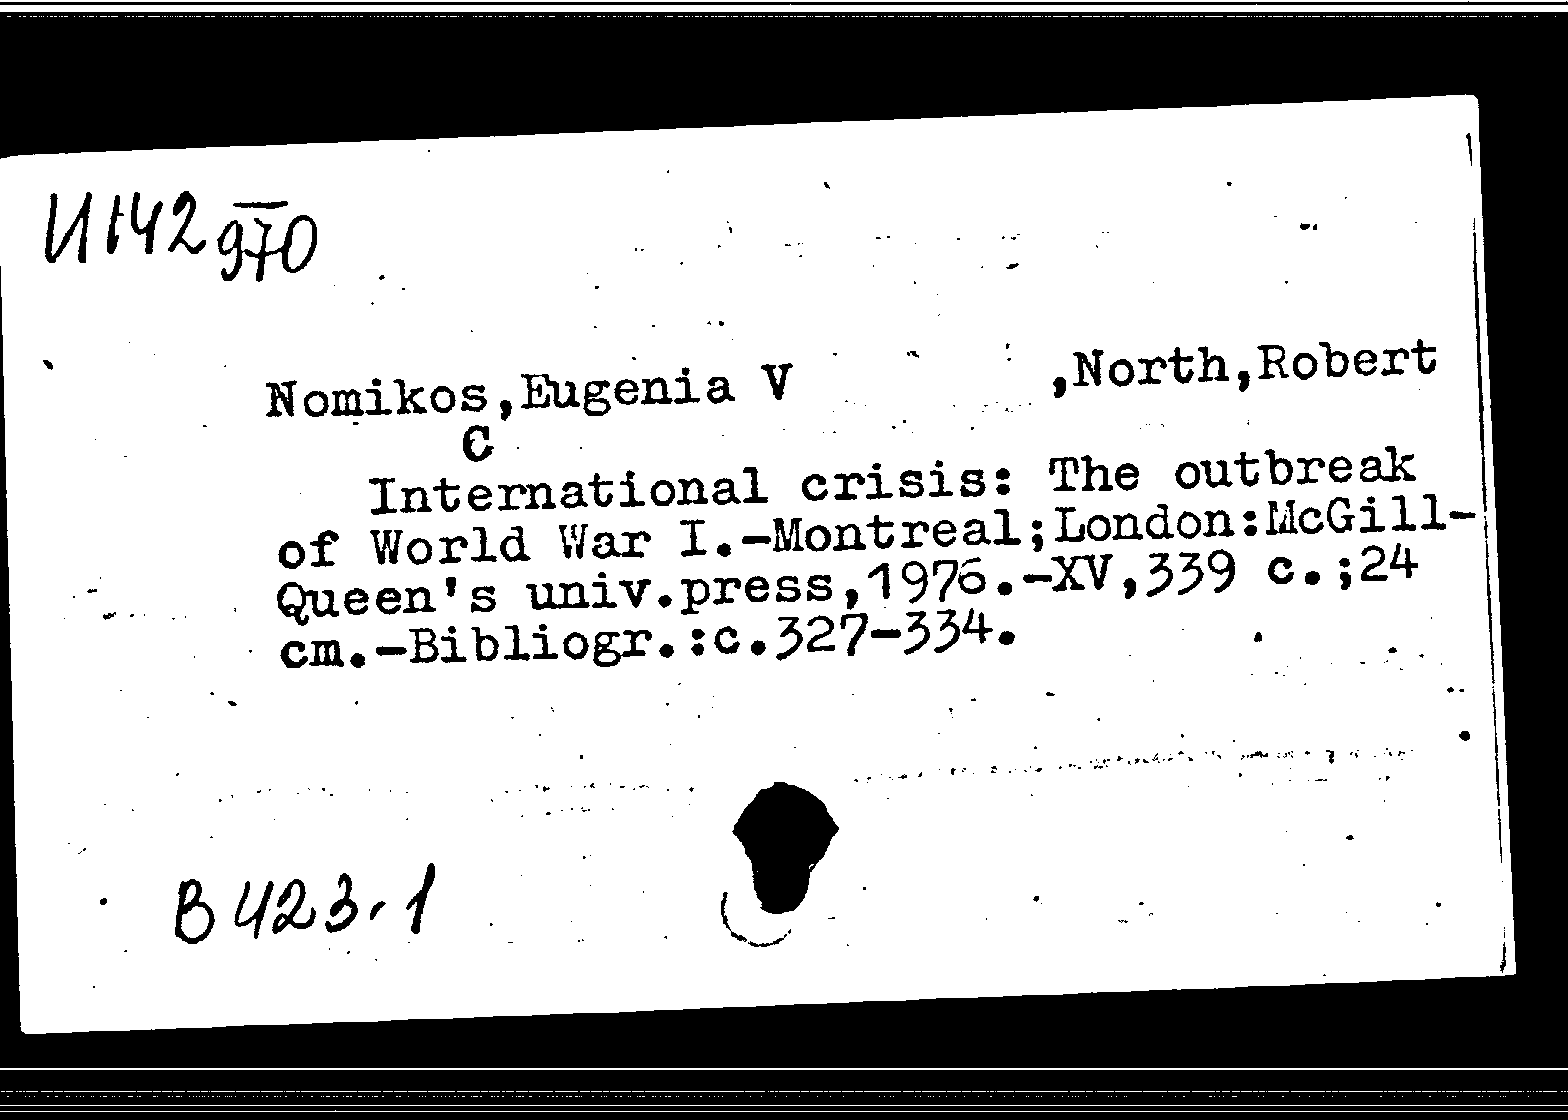 И142 970
Nomikos,Eugenia V ,North,Robert
C
International crisis: The outbreak
of World War I.-Montreal;London:McGill-
Queen's univ.press,1976.-XV,339 c.;24
cm.-Bibliogr.:c.327-334.
В 423.1